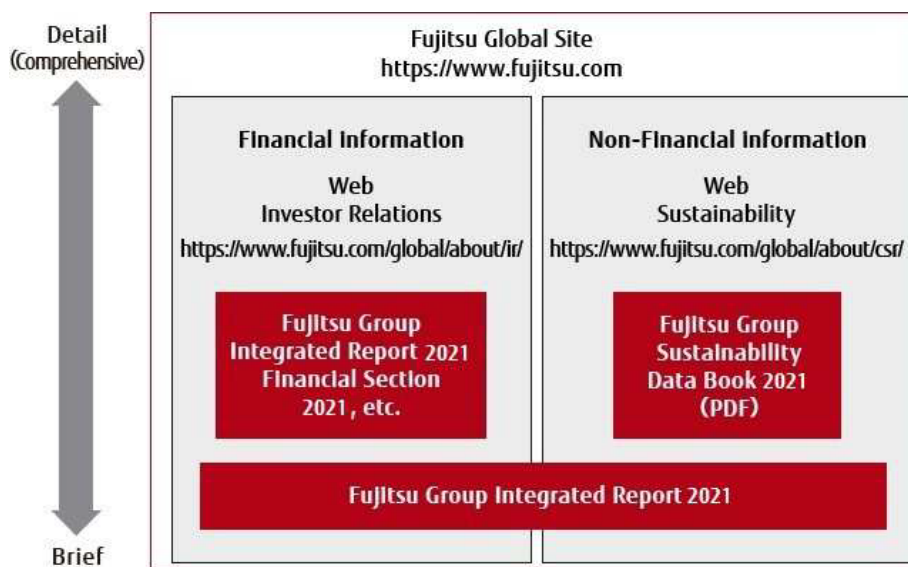 Detail
(Comprehensive)
Fujitsu Global Site
https://www.fujitsu.com
Financial Information
Web
Investor Relations
https://www.fujitsu.com/global/about/ir/
Fujitsu Group
Integrated Report 2021
Financial Section
2021, etc.
Non-Financial Information
Web
Sustainability
https://www.fujitsu.com/global/about/csr/
Fujitsu Group
Sustainability
Data Book 2021
(PDF)
Fujitsu Group Integrated Report 2021
Brief